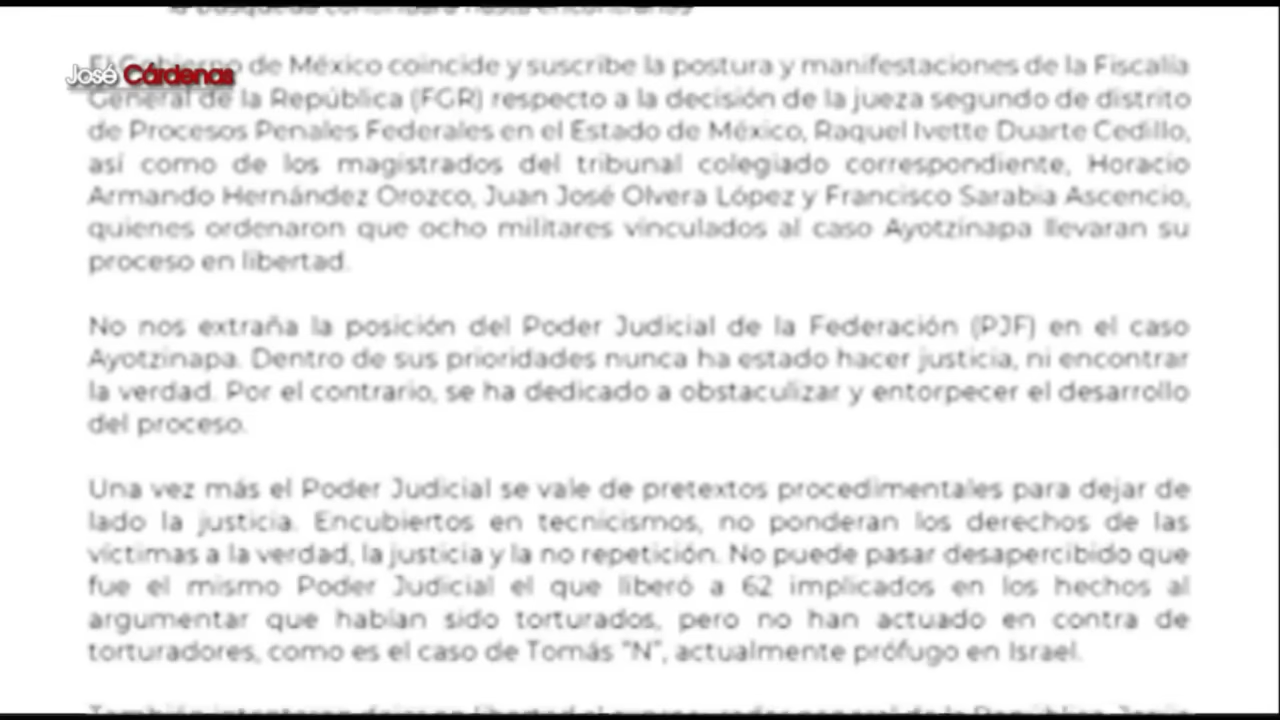 la búsqueda continuará hasta encontrarlos
José Cárdenas
El Gobierno de México coincide y suscribe la postura y manifestaciones de la Fiscalía
General de la República (FGR) respecto a la decisión de la jueza segundo de distrito
de Procesos Penales Federales en el Estado de México, Raquel Ivette Duarte Cedillo,
así como de los magistrados del tribunal colegiado correspondiente, Horacio
Armando Hernández Orozco, Juan José Olvera López y Francisco Sarabia Ascencio,
quienes ordenaron que ocho militares vinculados al caso Ayotzinapa llevaran su
proceso en libertad.
No nos extraña la posición del Poder Judicial de la Federación (PJF) en el caso
Ayotzinapa. Dentro de sus prioridades nunca ha estado hacer justicia, ni encontrar
la verdad. Por el contrario, se ha dedicado a obstaculizar y entorpecer el desarrollo
del proceso.
Una vez más el Poder Judicial se vale de pretextos procedimentales para dejar de
lado la justicia. Encubiertos en tecnicismos, no ponderan los derechos de las
víctimas a la verdad, la justicia y la no repetición. No puede pasar desapercibido que
fue el mismo Poder Judicial el que liberó a 62 implicados en los hechos al
argumentar que habían sido torturados, pero no han actuado en contra de
torturadores, como es el caso de Tomás "N", actualmente prófugo en Israel.